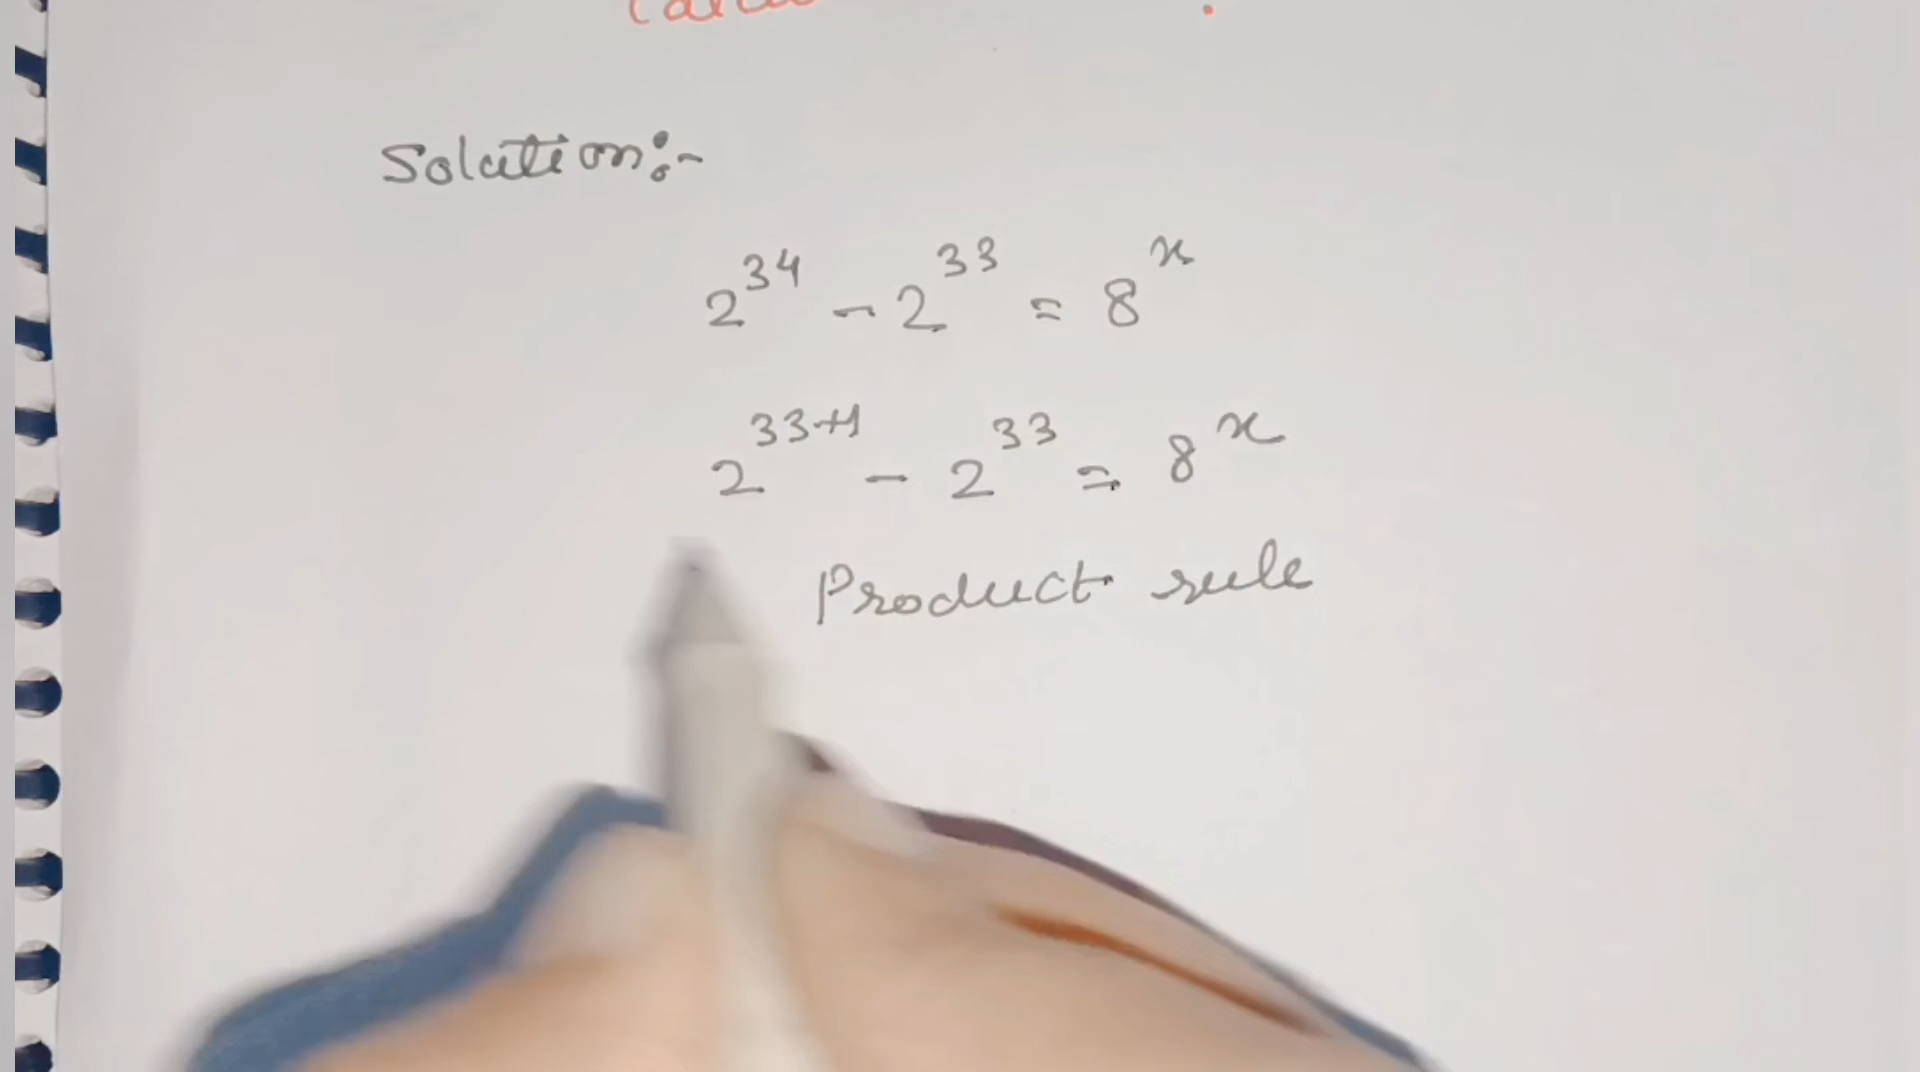 Solution:-
2^34 - 2^33 = 8^x
2^33+1 - 2^33 = 8^x
Product rule